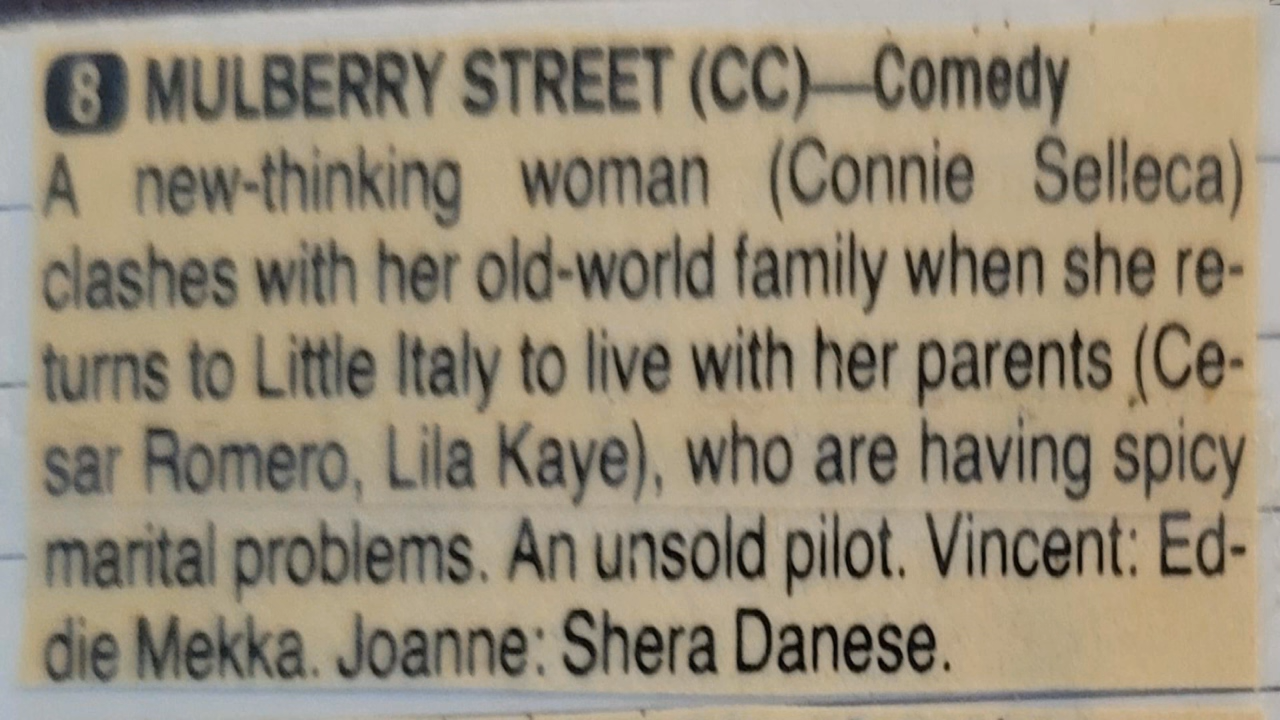 8 MULBERRY STREET (CC)—Comedy
A new-thinking woman (Connie Selleca)
clashes with her old-world family when she re-
turns to Little Italy to live with her parents (Ce-
sar Romero, Lila Kaye), who are having spicy
marital problems. An unsold pilot. Vincent: Ed-
die Mekka. Joanne: Shera Danese.